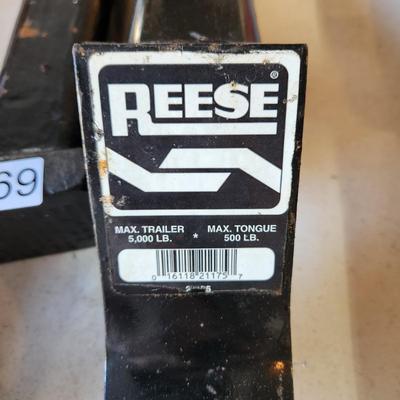 REESE
®
MAX. TRAILER * MAX. TONGUE
5,000 LB. 500 LB.
0 16118 21175 7
69